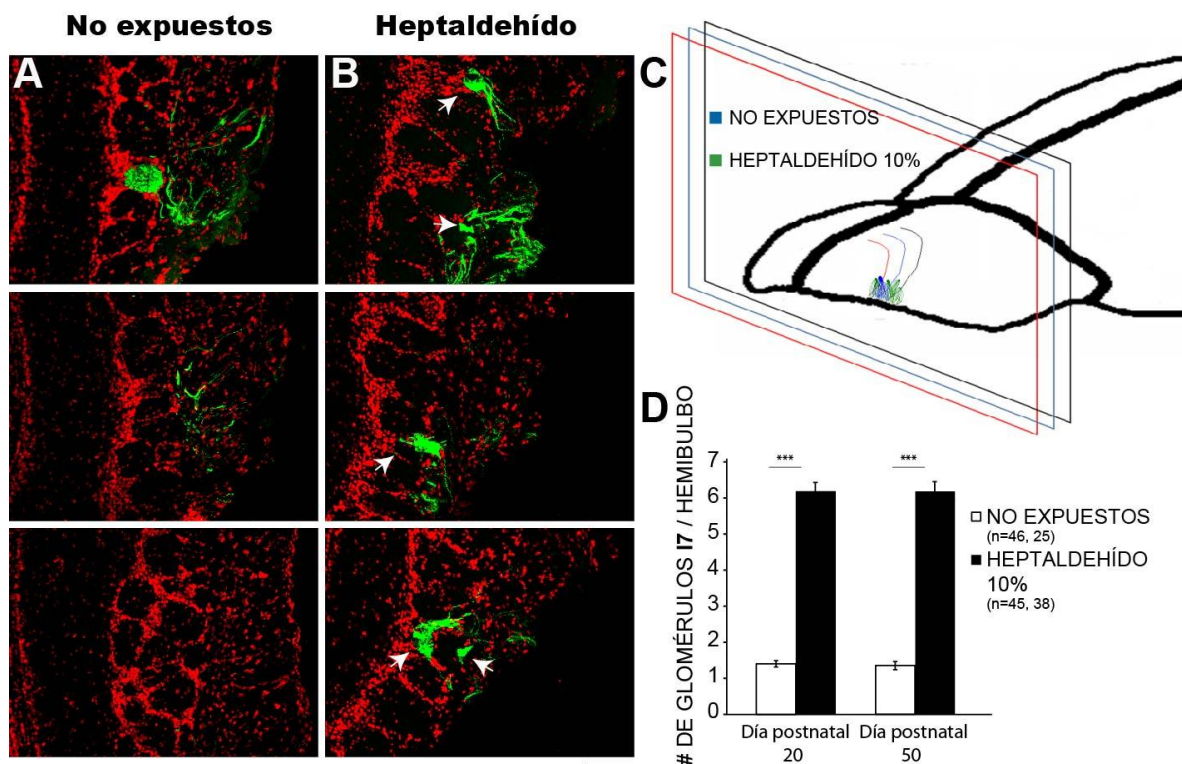 No expuestos
Heptaldehído
A
B
C
NO EXPUESTOS
HEPTALDEHÍDO 10%
D
# DE GLOMÉRULOS I7 / HEMIBULBO
7
6
5
4
3
2
1
0
***
***
Día postnatal
20
Día postnatal
50
NO EXPUESTOS
(n=46, 25)
HEPTALDEHÍDO
10%
(n=45, 38)